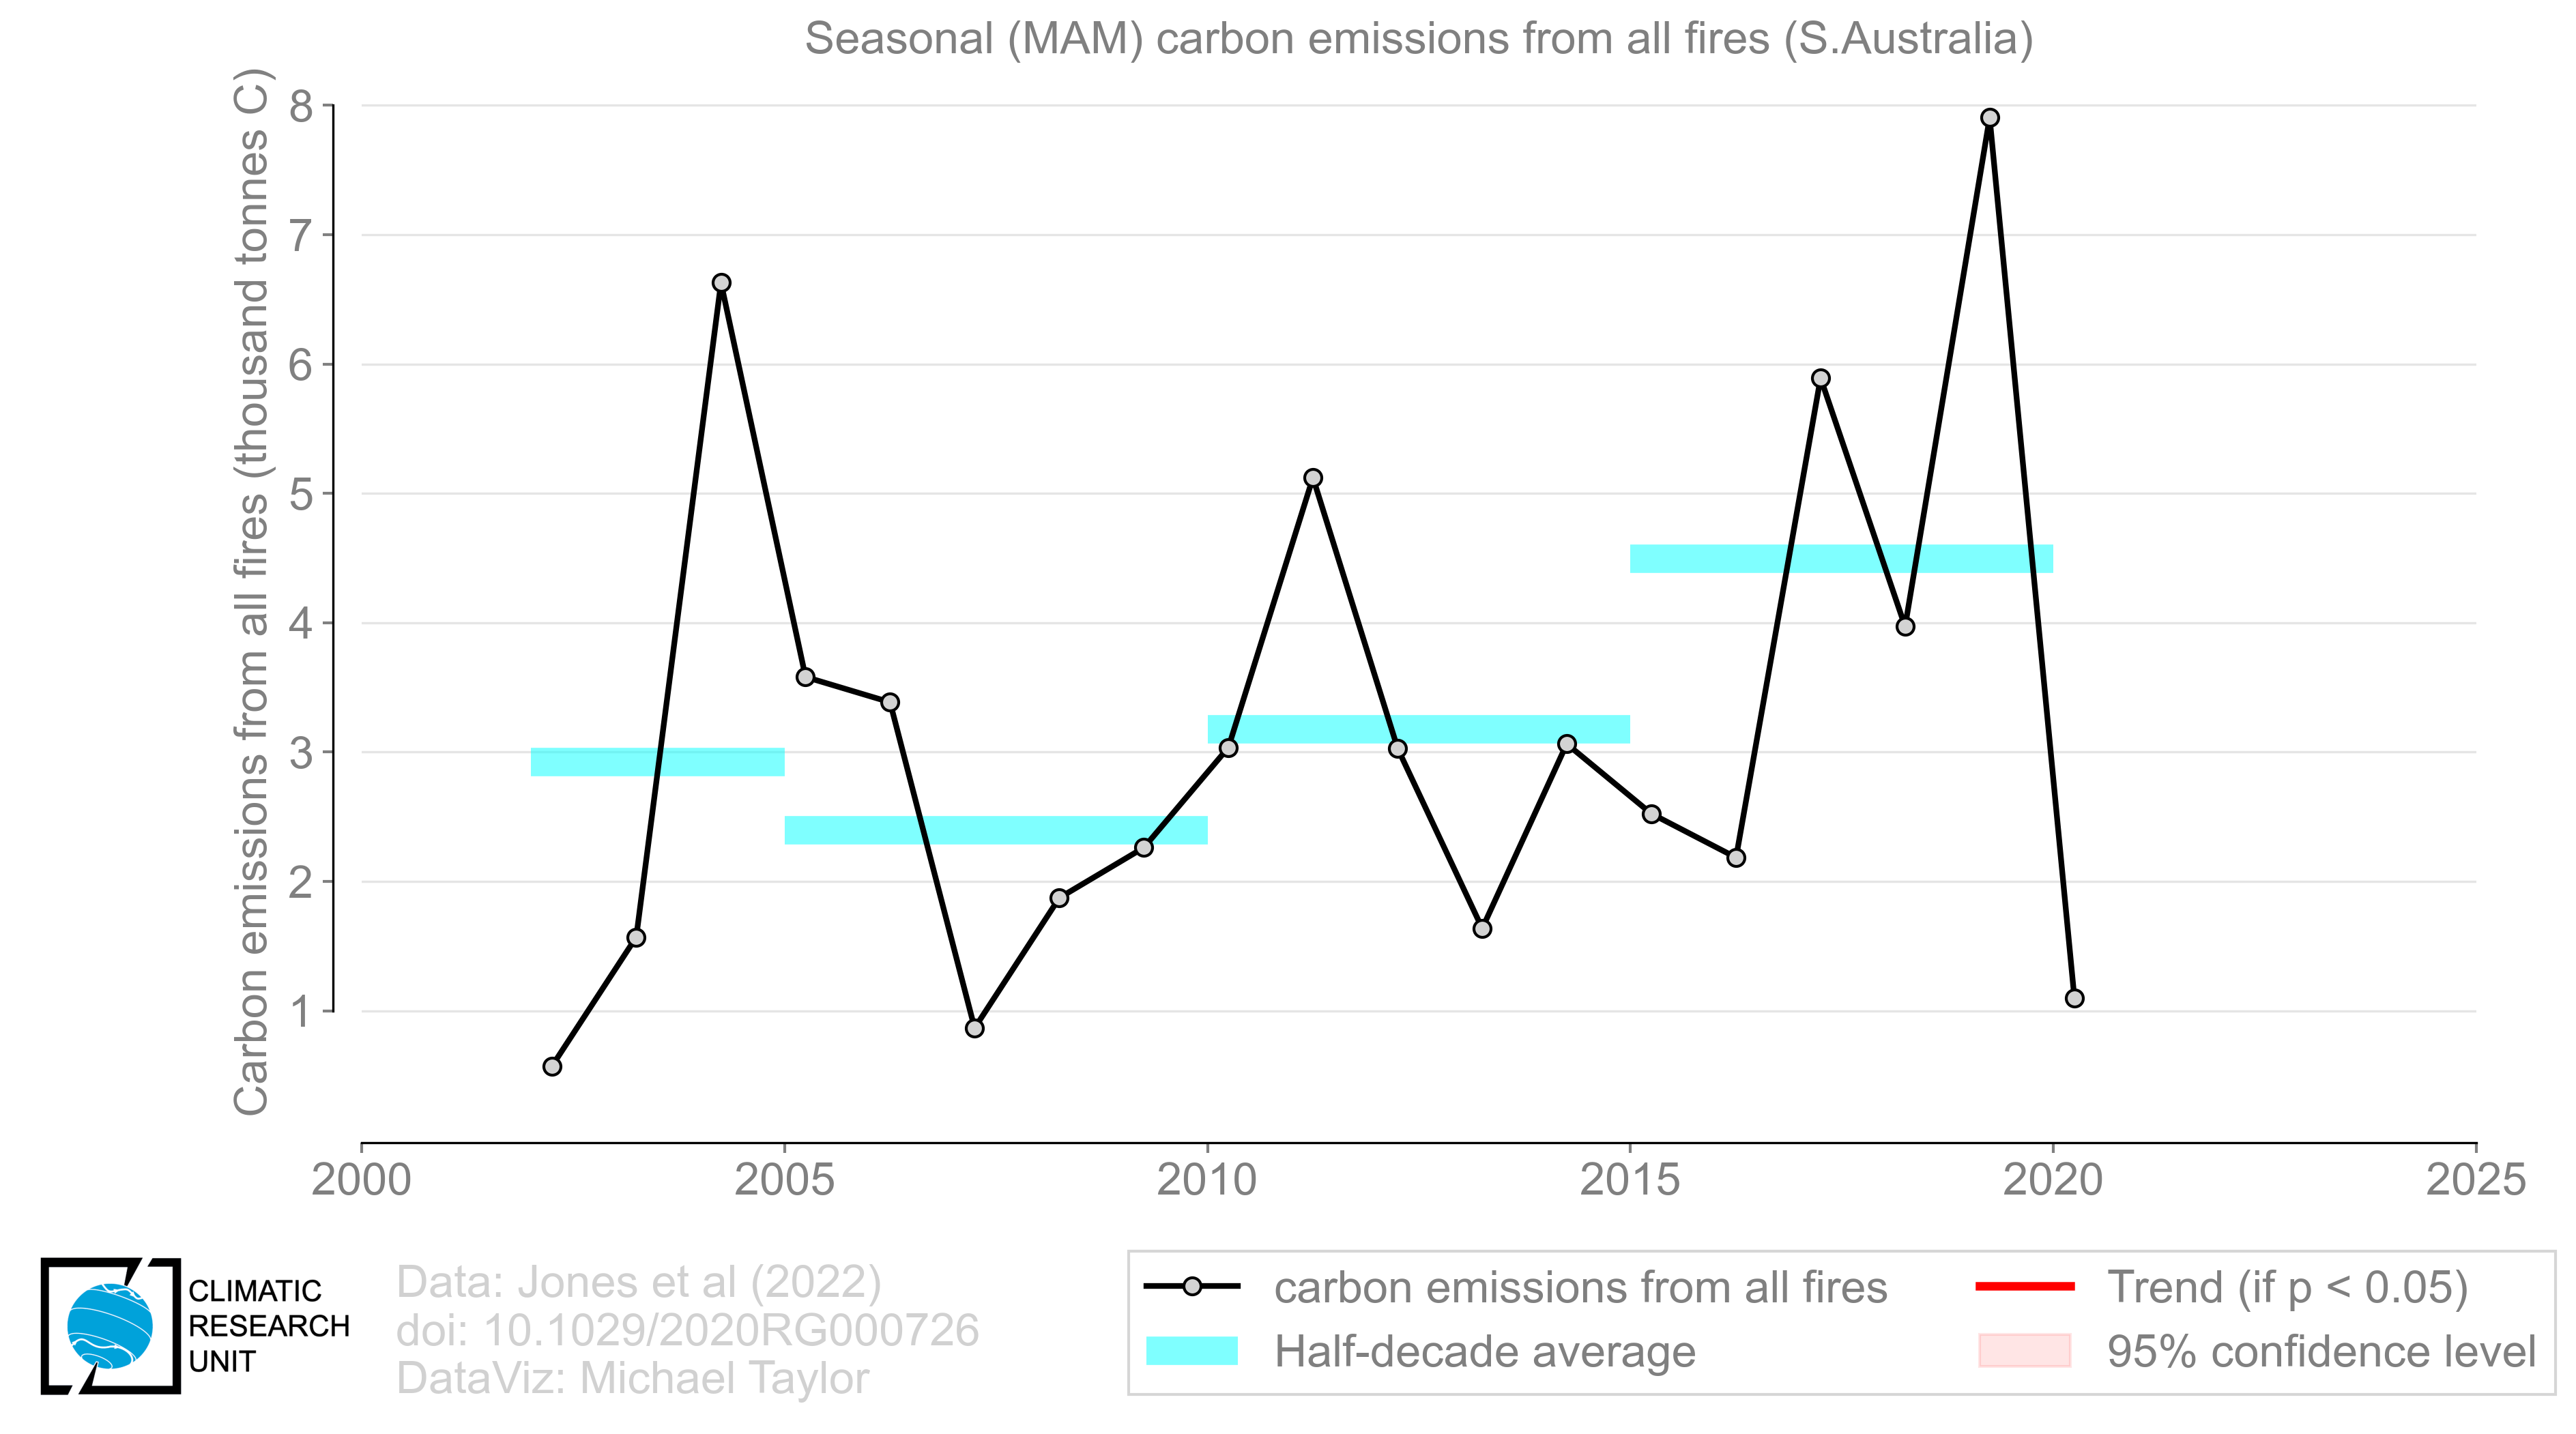 Seasonal (MAM) carbon emissions from all fires (S.Australia)
Carbon emissions from all fires (thousand tonnes C)
8
7
6
5
4
3
2
1
2000 2005 2010 2015 2020 2025
CLIMATIC
RESEARCH
UNIT
Data: Jones et al (2022)
doi: 10.1029/2020RG000726
DataViz: Michael Taylor
carbon emissions from all fires
Half-decade average
Trend (if p < 0.05)
95% confidence level